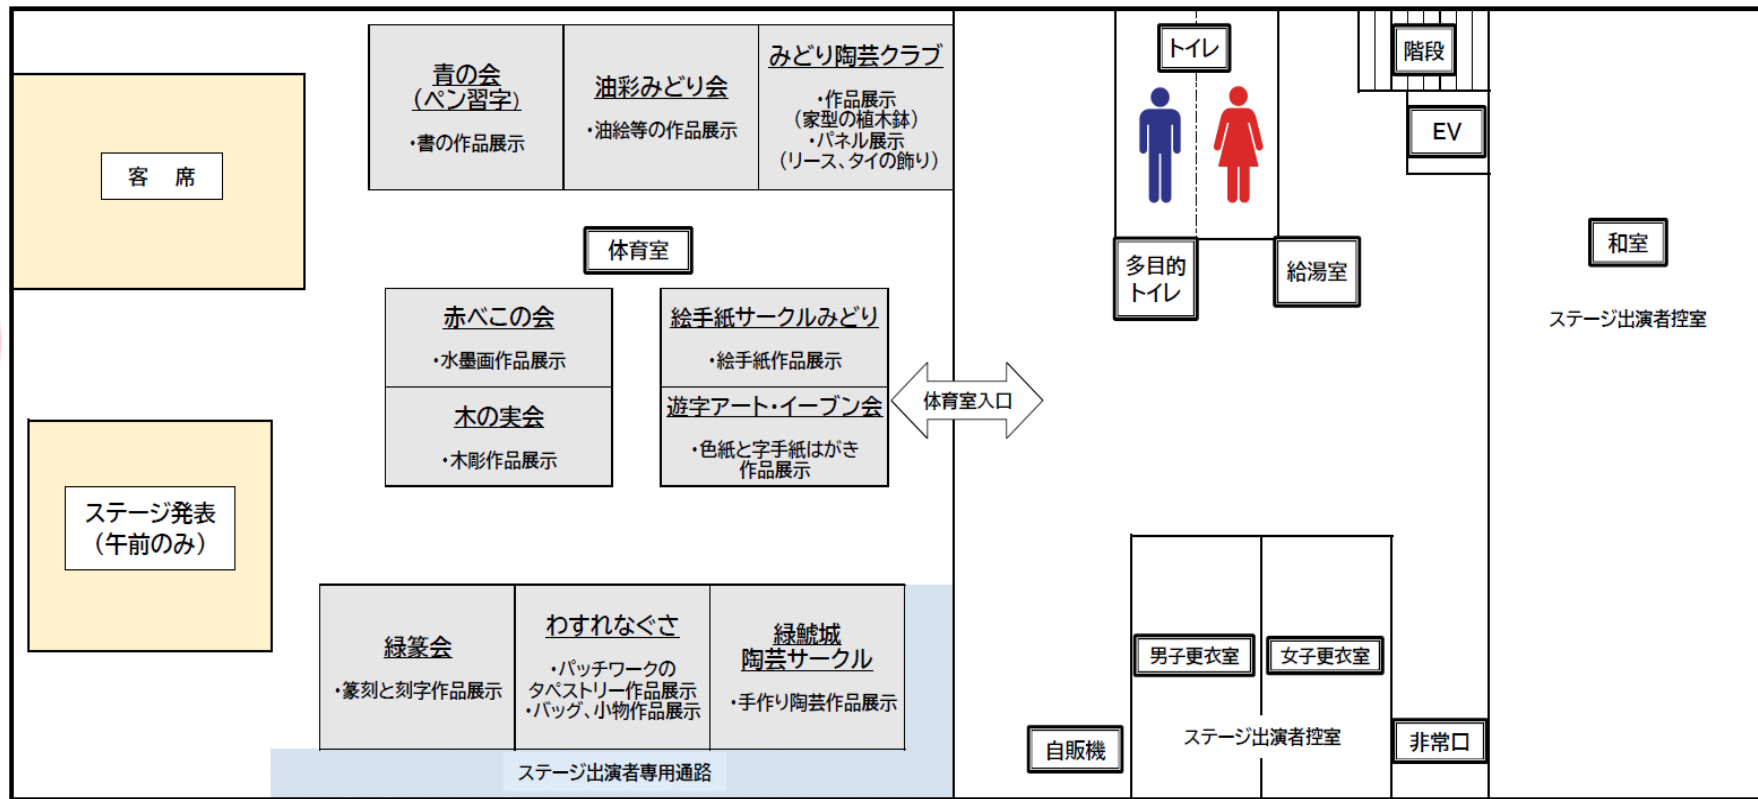 青の会
（ペン習字）
・書の作品展示
油彩みどり会
・油絵等の作品展示
みどり陶芸クラブ
・作品展示
（家型の植木鉢）
・パネル展示
（リース、タイの飾り）
トイレ
階段
EV
客　席
体育室
多目的
トイレ
給湯室
和室
ステージ出演者控室
赤べこの会
・水墨画作品展示
絵手紙サークルみどり
・絵手紙作品展示
木の実会
・木彫作品展示
遊字アート・イーブン会
・色紙と字手紙はがき
作品展示
体育室入口
ステージ発表
（午前のみ）
緑篆会
・篆刻と刻字作品展示
わすれなぐさ
・パッチワークの
タペストリー作品展示
・バッグ、小物作品展示
緑鯱城
陶芸サークル
・手作り陶芸作品展示
男子更衣室
女子更衣室
ステージ出演者控室
自販機
非常口
ステージ出演者専用通路